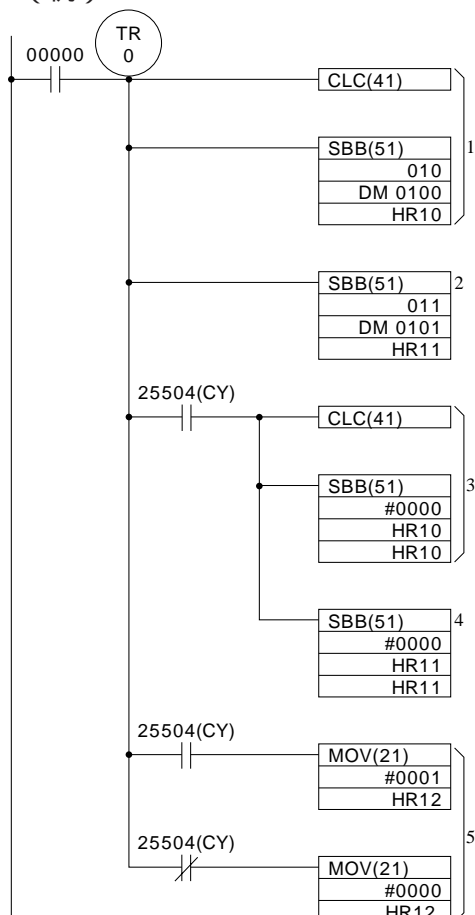 TR
0
00000
CLC(41)
1
SBB(51)
010
DM 0100
HR10
SBB(51)
2
011
DM 0101
HR11
25504(CY)
CLC(41)
SBB(51)
3
#0000
HR10
HR10
SBB(51)
4
#0000
HR11
HR11
25504(CY)
MOV(21)
#0001
HR12
5
25504(CY)
MOV(21)
#0000
HR12